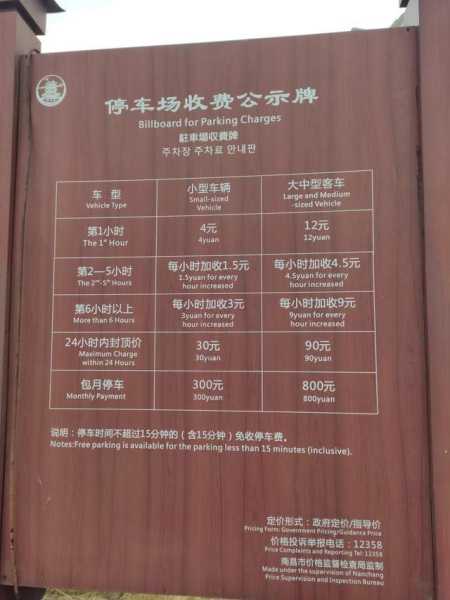 停车场收费公示牌
Billboard for Parking Charges
駐車場収費牌
주차장 주차료 안내판
车 型 小型车辆 大中型客车
Vehicle Type Small-sized Vehicle Large and Medium -sized Vehicle
第1小时 4元 12元
The 1st Hour 4yuan 12yuan
第2—5小时 每小时加收1.5元 每小时加收4.5元
The 2nd-5th Hours 1.5yuan for every hour increased 4.5yuan for every hour increased
第6小时以上 每小时加收3元 每小时加收9元
More than 6 Hours 3yuan for every hour increased 9yuan for every hour increased
24小时内封顶价 30元 90元
Maximum Charge within 24 Hours 30yuan 90yuan
包月停车 300元 800元
Monthly Payment 300yuan 800yuan
说明：停车时间不超过15分钟的（含15分钟）免收停车费。
Notes:Free parking is available for the parking less than 15 minutes (inclusive).
定价形式：政府定价/指导价
Pricing Form: Government Pricing/Guidance Price
价格投诉举报电话：12358
Price Complaints and Reporting Tel: 12358
南昌市价格监督检查局监制
Made under the supervision of Nanchang
Price Supervision and Inspection Bureau